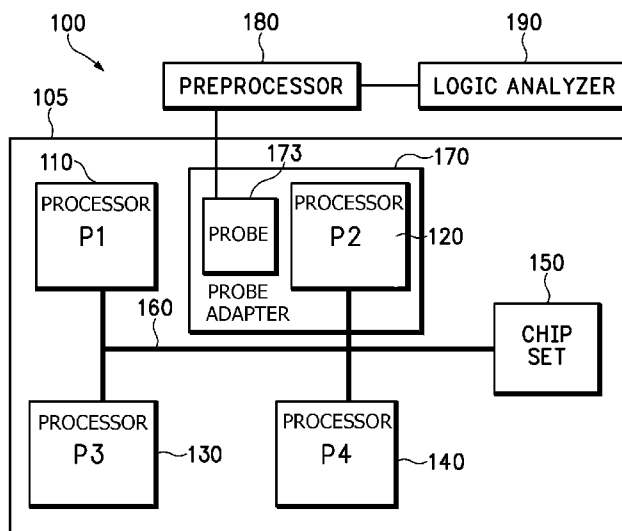 100
180
190
PREPROCESSOR
LOGIC ANALYZER
105
110
173
170
PROCESSOR
P1
PROBE
PROCESSOR
P2
120
PROBE
ADAPTER
150
160
CHIP
SET
PROCESSOR
P3
130
PROCESSOR
P4
140